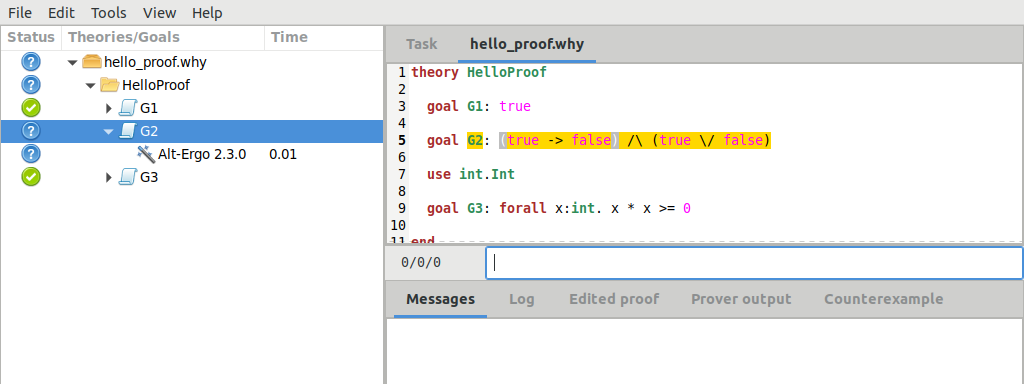 File Edit Tools View Help
Status Theories/Goals Time
hello_proof.why
HelloProof
G1
G2
Alt-Ergo 2.3.0 0.01
G3
Task hello_proof.why
1 theory HelloProof
2
3 goal G1: true
4
5 goal G2: (true -> false) /\ (true \/ false)
6
7 use int.Int
8
9 goal G3: forall x:int. x * x >= 0
10
11 end
0/0/0
Messages Log Edited proof Prover output Counterexample